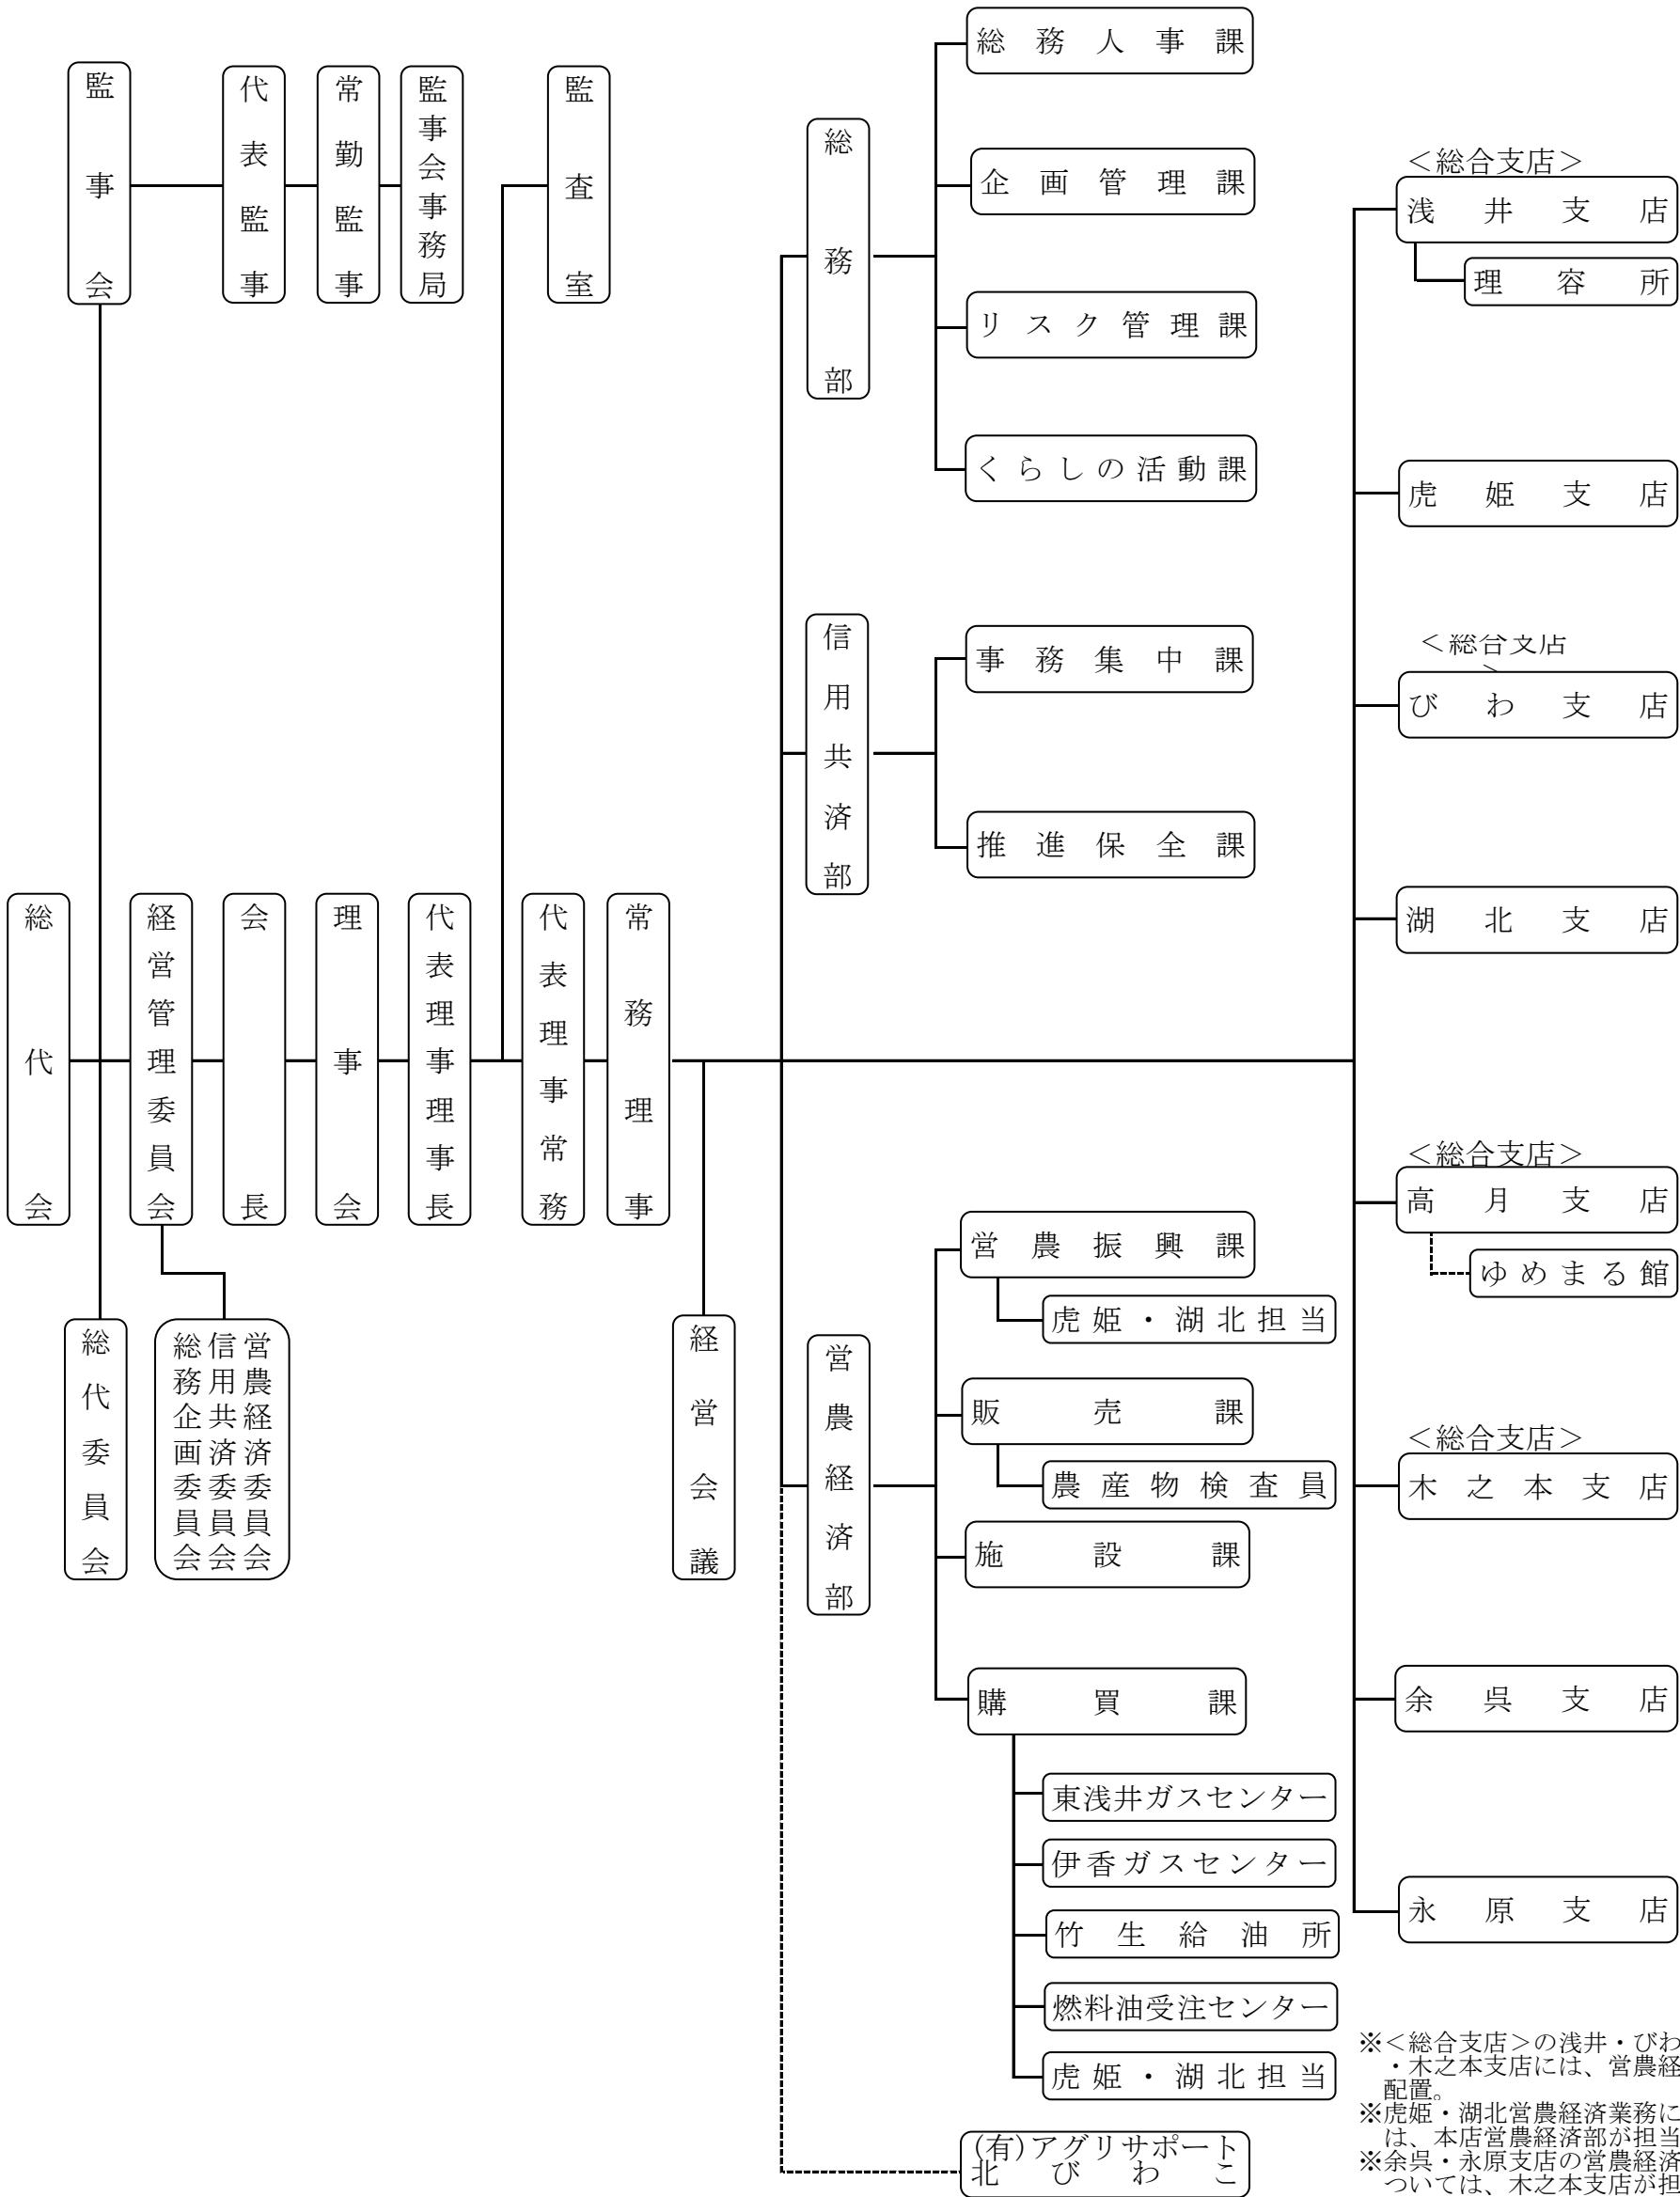 監事会
代表監事
常勤監事
監事会事務局
監査室
総代会
経営管理委員会
会長
理事会
代表理事理事長
代表理事常務
常務理事
総代委員会
総務企画委員会
信用共済委員会
営農経済委員会
経営会議
総務部
総務人事課
企画管理課
リスク管理課
くらしの活動課
信用共済部
事務集中課
推進保全課
営農経済部
営農振興課
虎姫・湖北担当
販売課
農産物検査員
施設課
購買課
東浅井ガスセンター
伊香ガスセンター
竹生給油所
燃料油受注センター
虎姫・湖北担当
(有)アグリサポート
北びわこ
＜総合支店＞
浅井支店
理容所
虎姫支店
＜総合支店
＞
びわ支店
湖北支店
＜総合支店＞
高月支店
ゆめまる館
＜総合支店＞
木之本支店
余呉支店
永原支店
※＜総合支店＞の浅井・びわ
・木之本支店には、営農経
配置。
※虎姫・湖北営農経済業務に
は、本店営農経済部が担当
※余呉・永原支店の営農経済
ついては、木之本支店が担